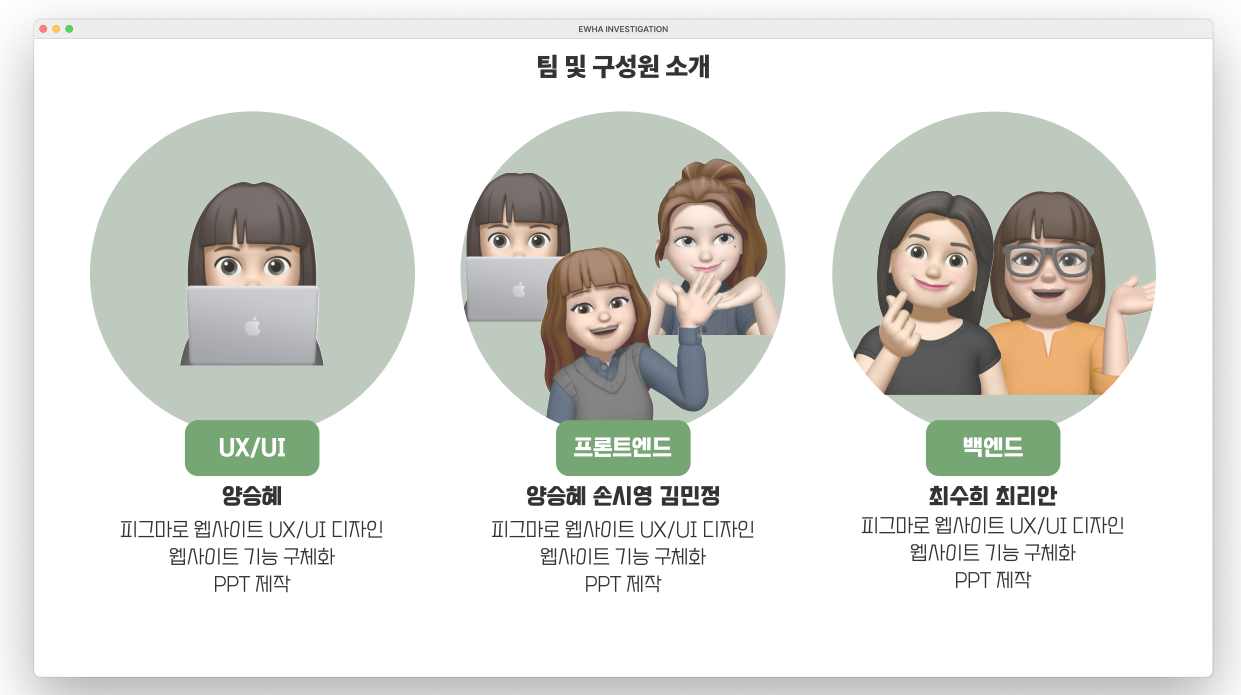 EWHA INVESTIGATION
팀 및 구성원 소개
UX/UI
양승혜
피그마로 웹사이트 UX/UI 디자인
웹사이트 기능 구체화
PPT 제작
프론트엔드
양승혜 손시영 김민정
피그마로 웹사이트 UX/UI 디자인
웹사이트 기능 구체화
PPT 제작
백엔드
최수희 최리안
피그마로 웹사이트 UX/UI 디자인
웹사이트 기능 구체화
PPT 제작